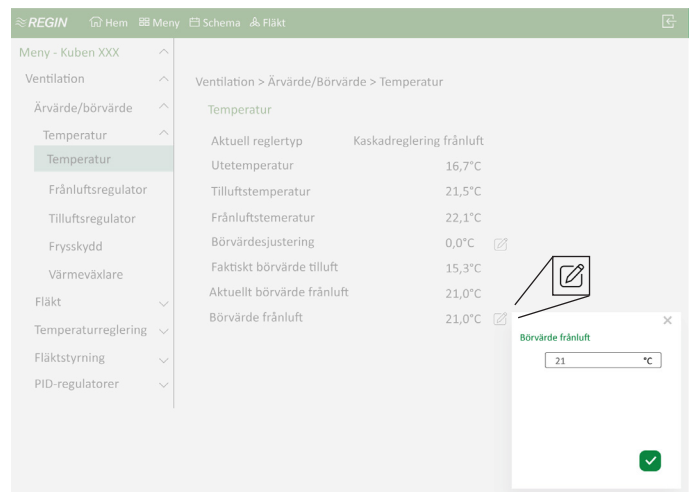 REGIN Hem Meny Schema Fläkt
Meny - Kuben XXX
Ventilation
Ärvärde/börvärde
Temperatur
Temperatur
Frånluftsregulator
Tilluftsregulator
Frysskydd
Värmeväxlare
Fläkt
Temperaturreglering
Fläktstyrning
PID-regulatorer
Ventilation > Ärvärde/Börvärde > Temperatur
Temperatur
Aktuell reglertyp Kaskadreglering frånluft
Utetemperatur 16,7°C
Tilluftstemperatur 21,5°C
Frånluftstemeratur 22,1°C
Börvärdesjustering 0,0°C
Faktiskt börvärde tilluft 15,3°C
Aktuellt börvärde frånluft 21,0°C
Börvärde frånluft 21,0°C
Börvärde frånluft
21 °C